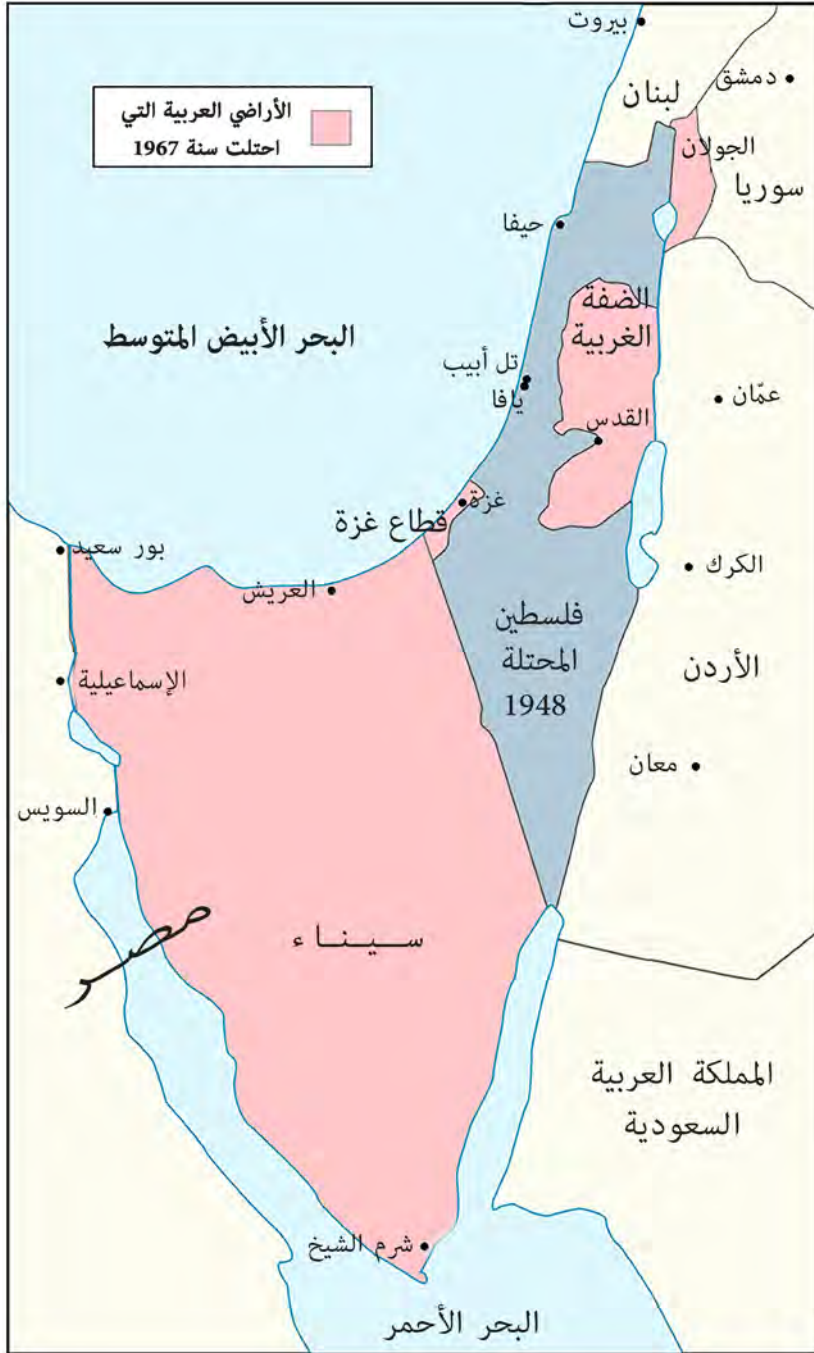 بيروت
دمشق
لبنان
الأراضي العربية التي
احتلت سنة 1967
الجولان
سوريا
حيفا
الضفة
الغربية
البحر الأبيض المتوسط
تل أبيب
يافا
عمّان
القدس
غزة
قطاع غزة
بور سعيد
الكرك
العريش
فلسطين
المحتلة
1948
الأردن
الإسماعيلية
معان
السويس
مصر
ســيــنــا ء
المملكة العربية
السعودية
شرم الشيخ
البحر الأحمر